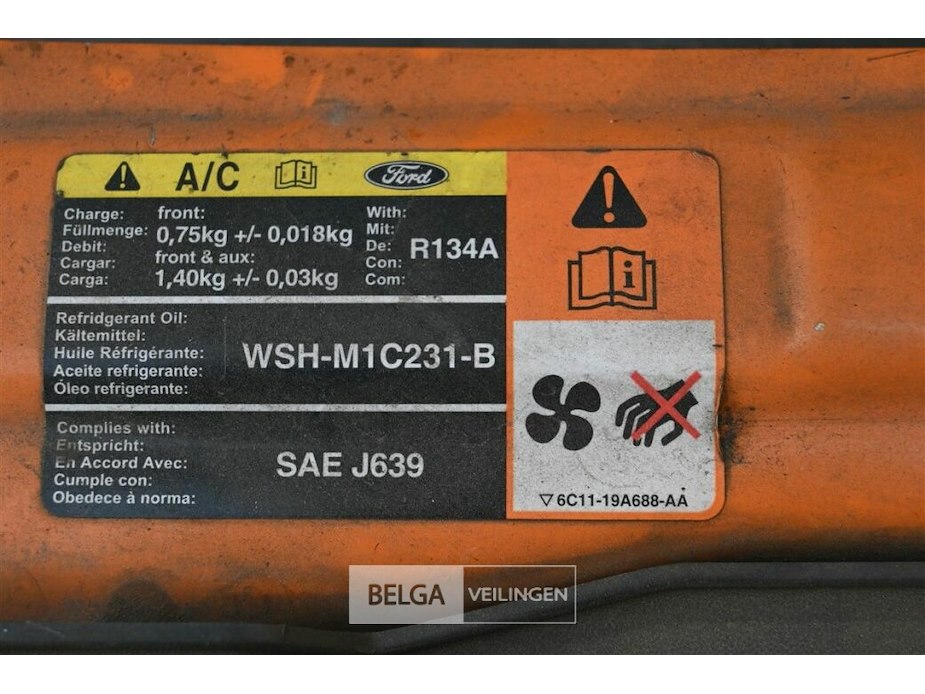 A/C
Ford
Charge:
Füllmenge:
Debit:
Cargar:
Carga:
front:
0,75kg +/- 0,018kg
front & aux:
1,40kg +/- 0,03kg
With:
Mit:
De:
Con:
Com:
R134A
Refridgerant Oil:
Kältemittel:
Huile Réfrigérante:
Aceite refrigerante:
Óleo refrigerante:
WSH-M1C231-B
Complies with:
Entspricht:
En Accord Avec:
Cumple con:
Obedece à norma:
SAE J639
6C11-19A688-AA
BELGA VEILINGEN